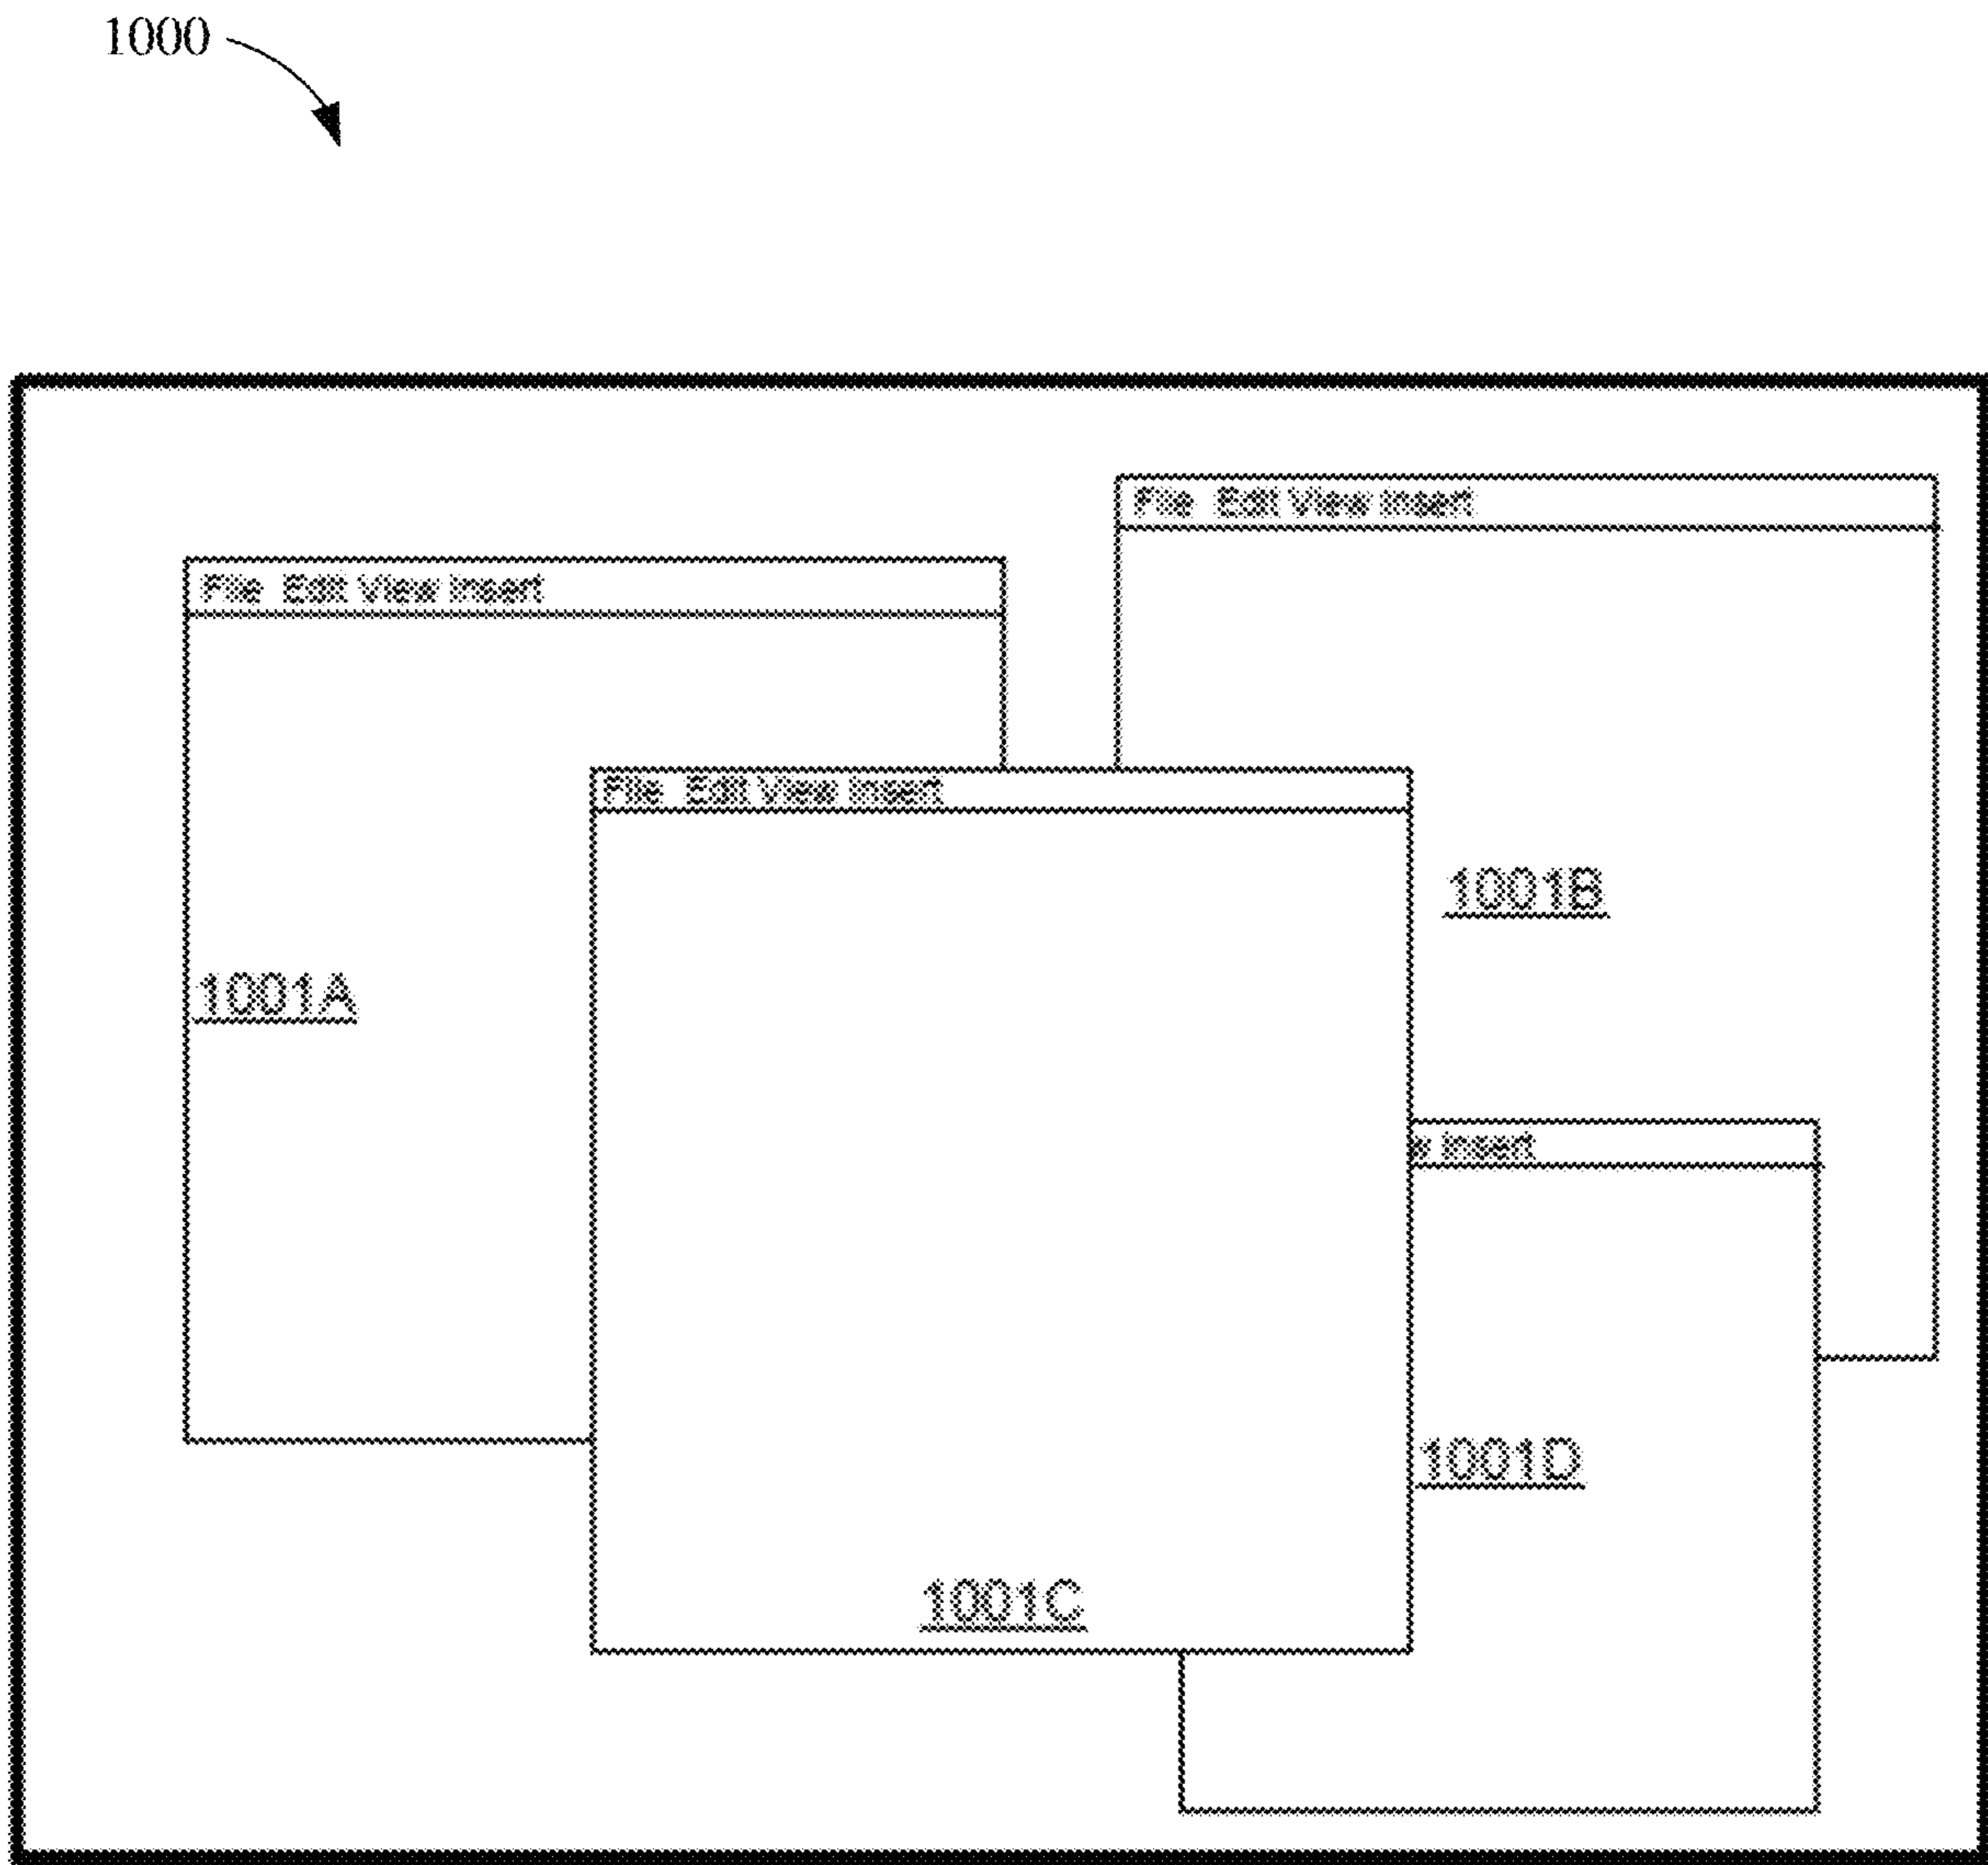 1000
File Edit View Insert
File Edit View Insert
File Edit View Insert
1001B
1001A
w Insert
1001D
1001C